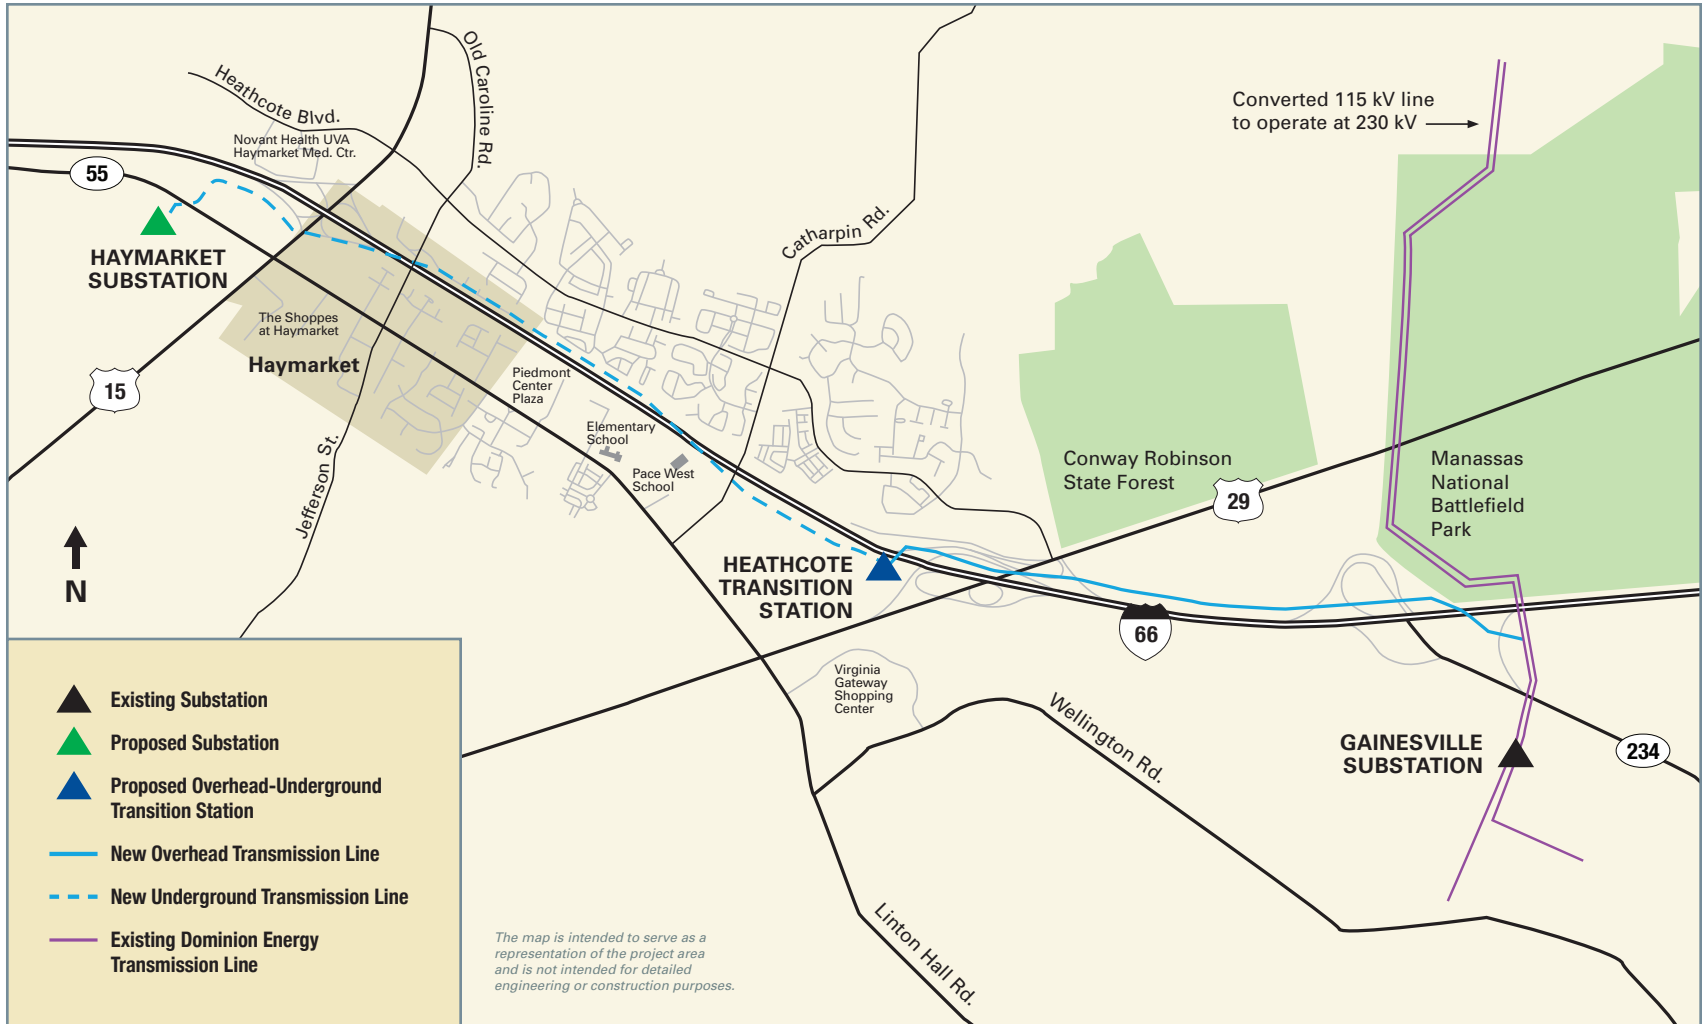 Heathcote Blvd.
Old Caroline Rd.
Novant Health UVA
Haymarket Med. Ctr.
55
Converted 115 kV line
to operate at 230 kV
Catharpin Rd.
HAYMARKET
SUBSTATION
The Shoppes
at Haymarket
Haymarket
15
Piedmont
Center
Plaza
Elementary
School
Pace West
School
Jefferson St.
Conway Robinson
State Forest
29
Manassas
National
Battlefield
Park
N
HEATHCOTE
TRANSITION
STATION
66
Virginia
Gateway
Shopping
Center
Wellington Rd.
GAINESVILLE
SUBSTATION
234
Linton Hall Rd.
Existing Substation
Proposed Substation
Proposed Overhead-Underground
Transition Station
New Overhead Transmission Line
New Underground Transmission Line
Existing Dominion Energy
Transmission Line
The map is intended to serve as a
representation of the project area
and is not intended for detailed
engineering or construction purposes.